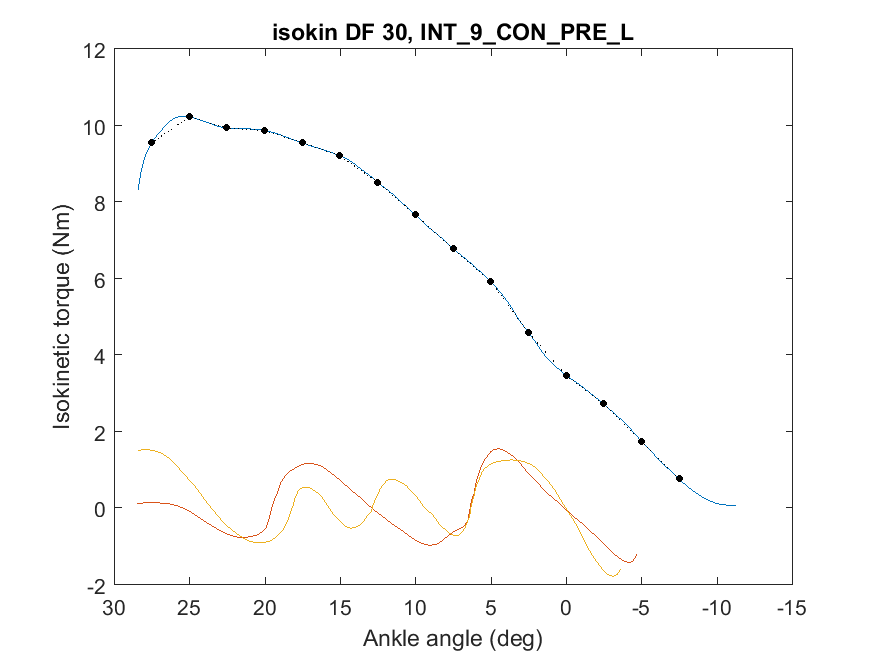 isokin DF 30, INT_9_CON_PRE_L
12
10
8
6
4
2
0
-2
Isokinetic torque (Nm)
30 25 20 15 10 5 0 -5 -10 -15
Ankle angle (deg)